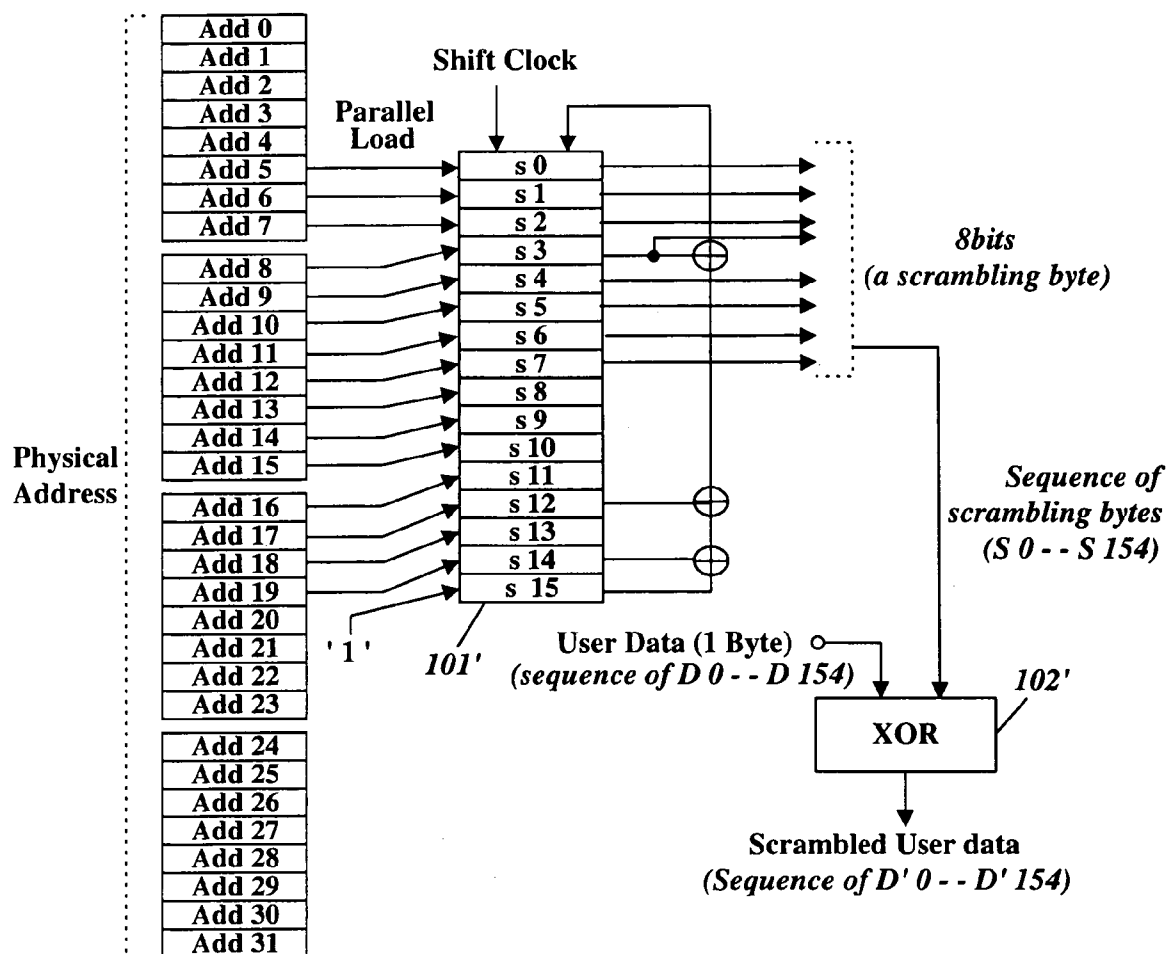 Add 0
Add 1
Add 2
Add 3
Add 4
Add 5
Add 6
Add 7
Add 8
Add 9
Add 10
Add 11
Add 12
Add 13
Add 14
Add 15
Add 16
Add 17
Add 18
Add 19
Add 20
Add 21
Add 22
Add 23
Add 24
Add 25
Add 26
Add 27
Add 28
Add 29
Add 30
Add 31
Physical
Address
Parallel
Load
Shift Clock
s 0
s 1
s 2
s 3
s 4
s 5
s 6
s 7
s 8
s 9
s 10
s 11
s 12
s 13
s 14
s 15
' 1 '
101'
8bits
(a scrambling byte)
Sequence of
scrambling bytes
(S 0 - - S 154)
User Data (1 Byte)
(sequence of D 0 - - D 154)
102'
XOR
Scrambled User data
(Sequence of D' 0 - - D' 154)